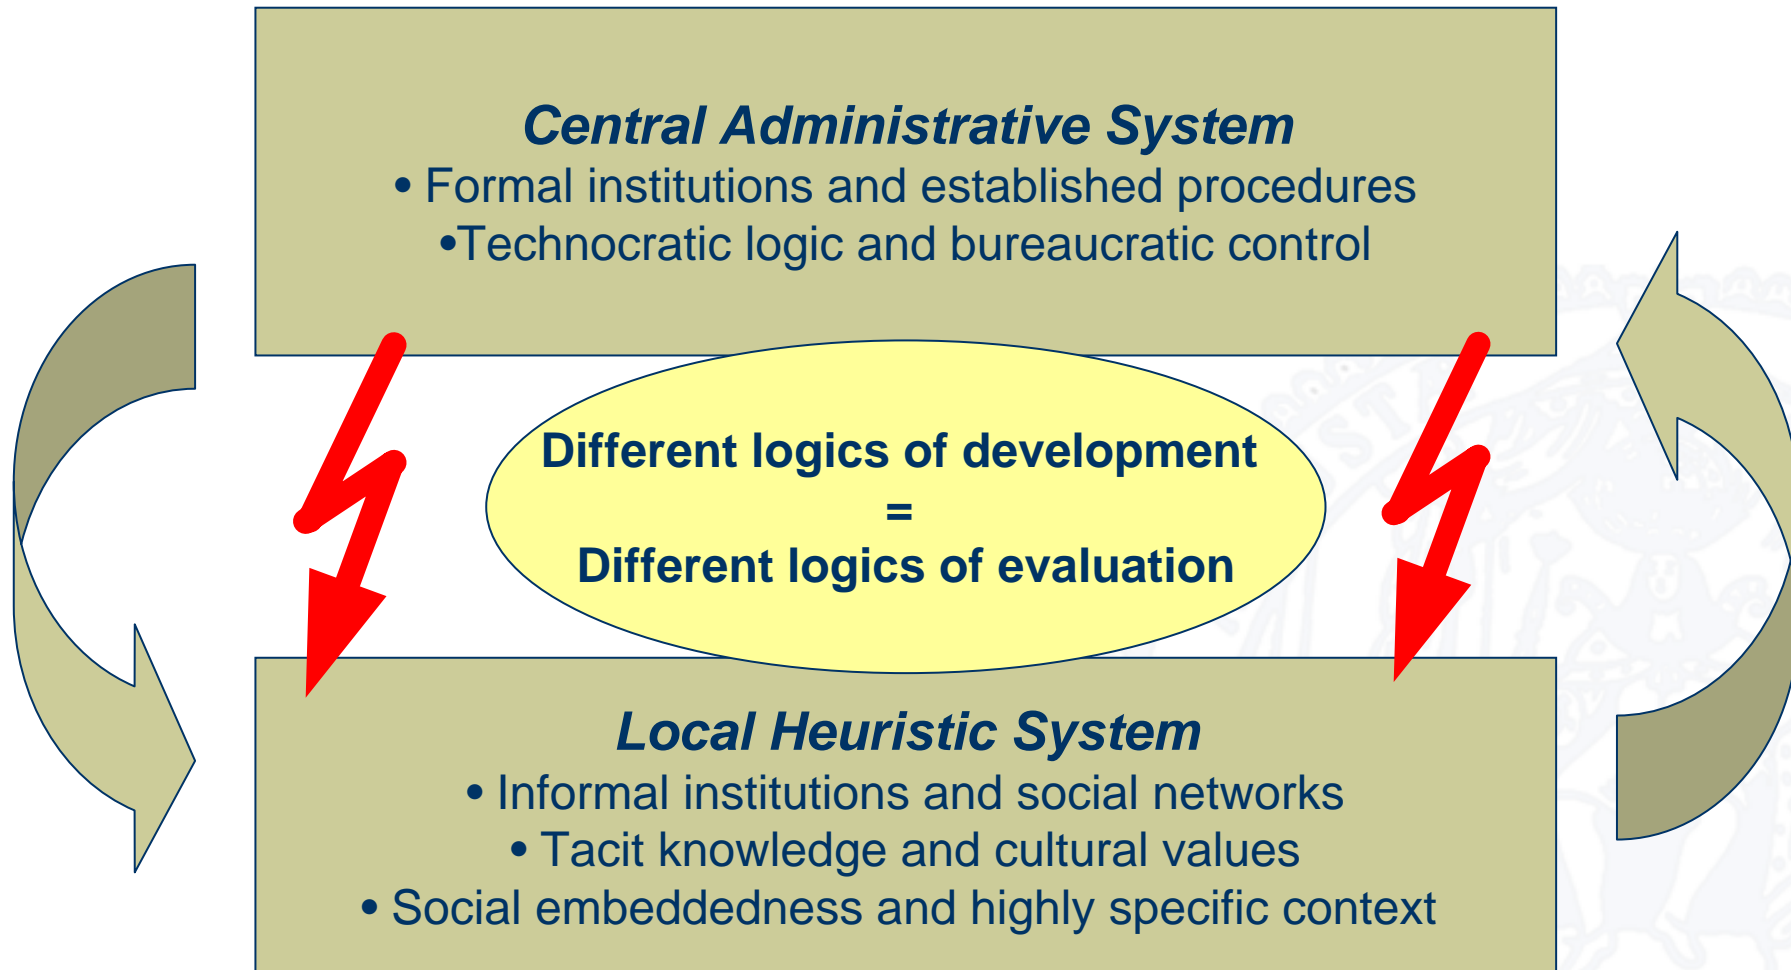 Central Administrative System
• Formal institutions and established procedures
•Technocratic logic and bureaucratic control
Different logics of development
=
Different logics of evaluation
Local Heuristic System
• Informal institutions and social networks
• Tacit knowledge and cultural values
• Social embeddedness and highly specific context